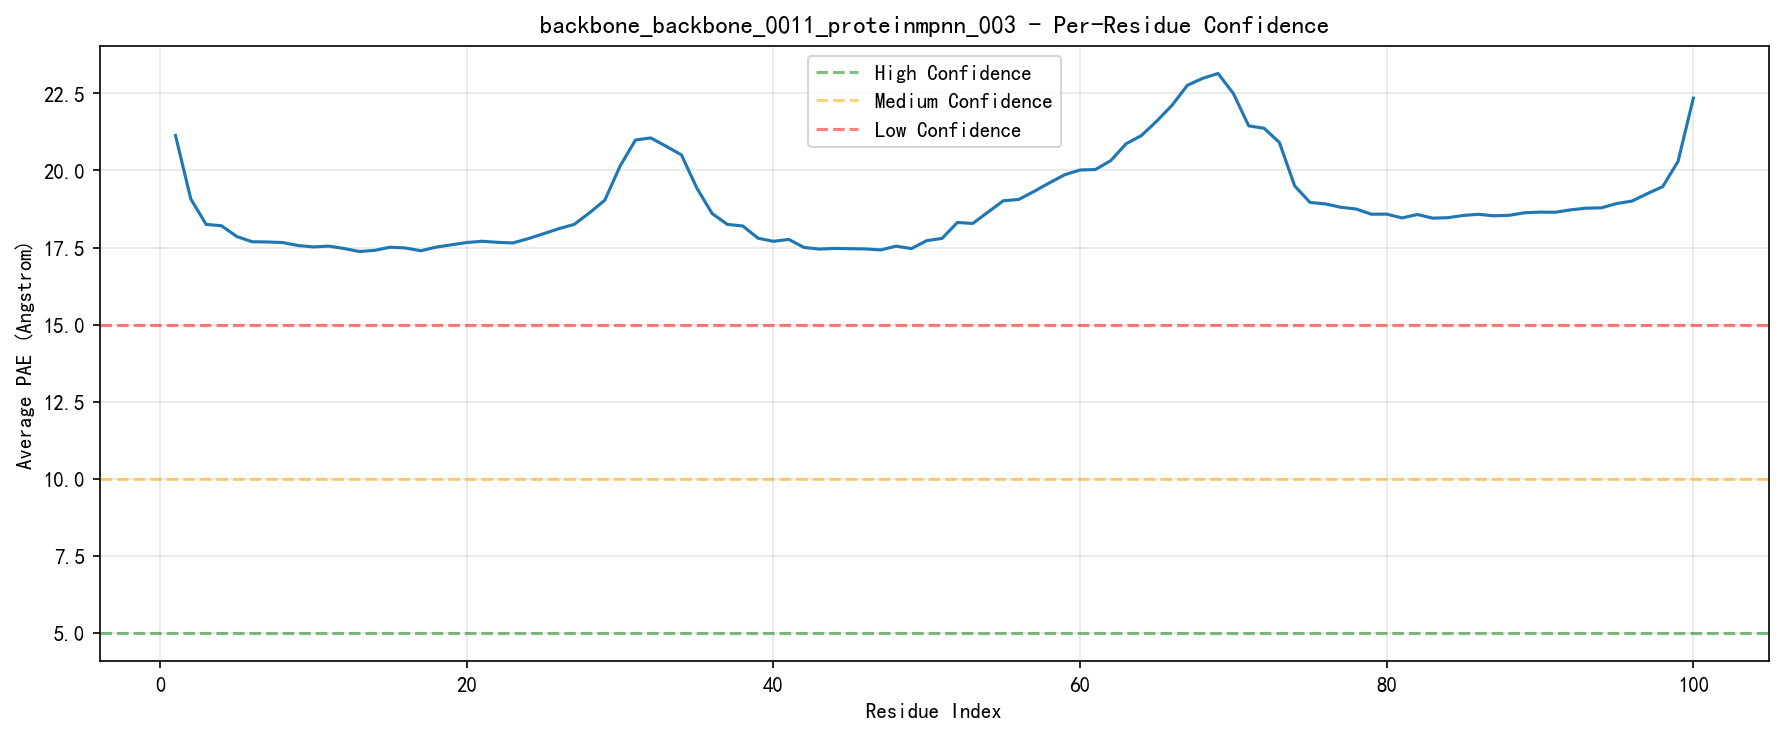 backbone_backbone_0011_proteinmpnn_003 - Per-Residue Confidence
High Confidence
Medium Confidence
Low Confidence
22.5
20.0
17.5
15.0
12.5
10.0
7.5
5.0
Average PAE (Angstrom)
0 20 40 60 80 100
Residue Index